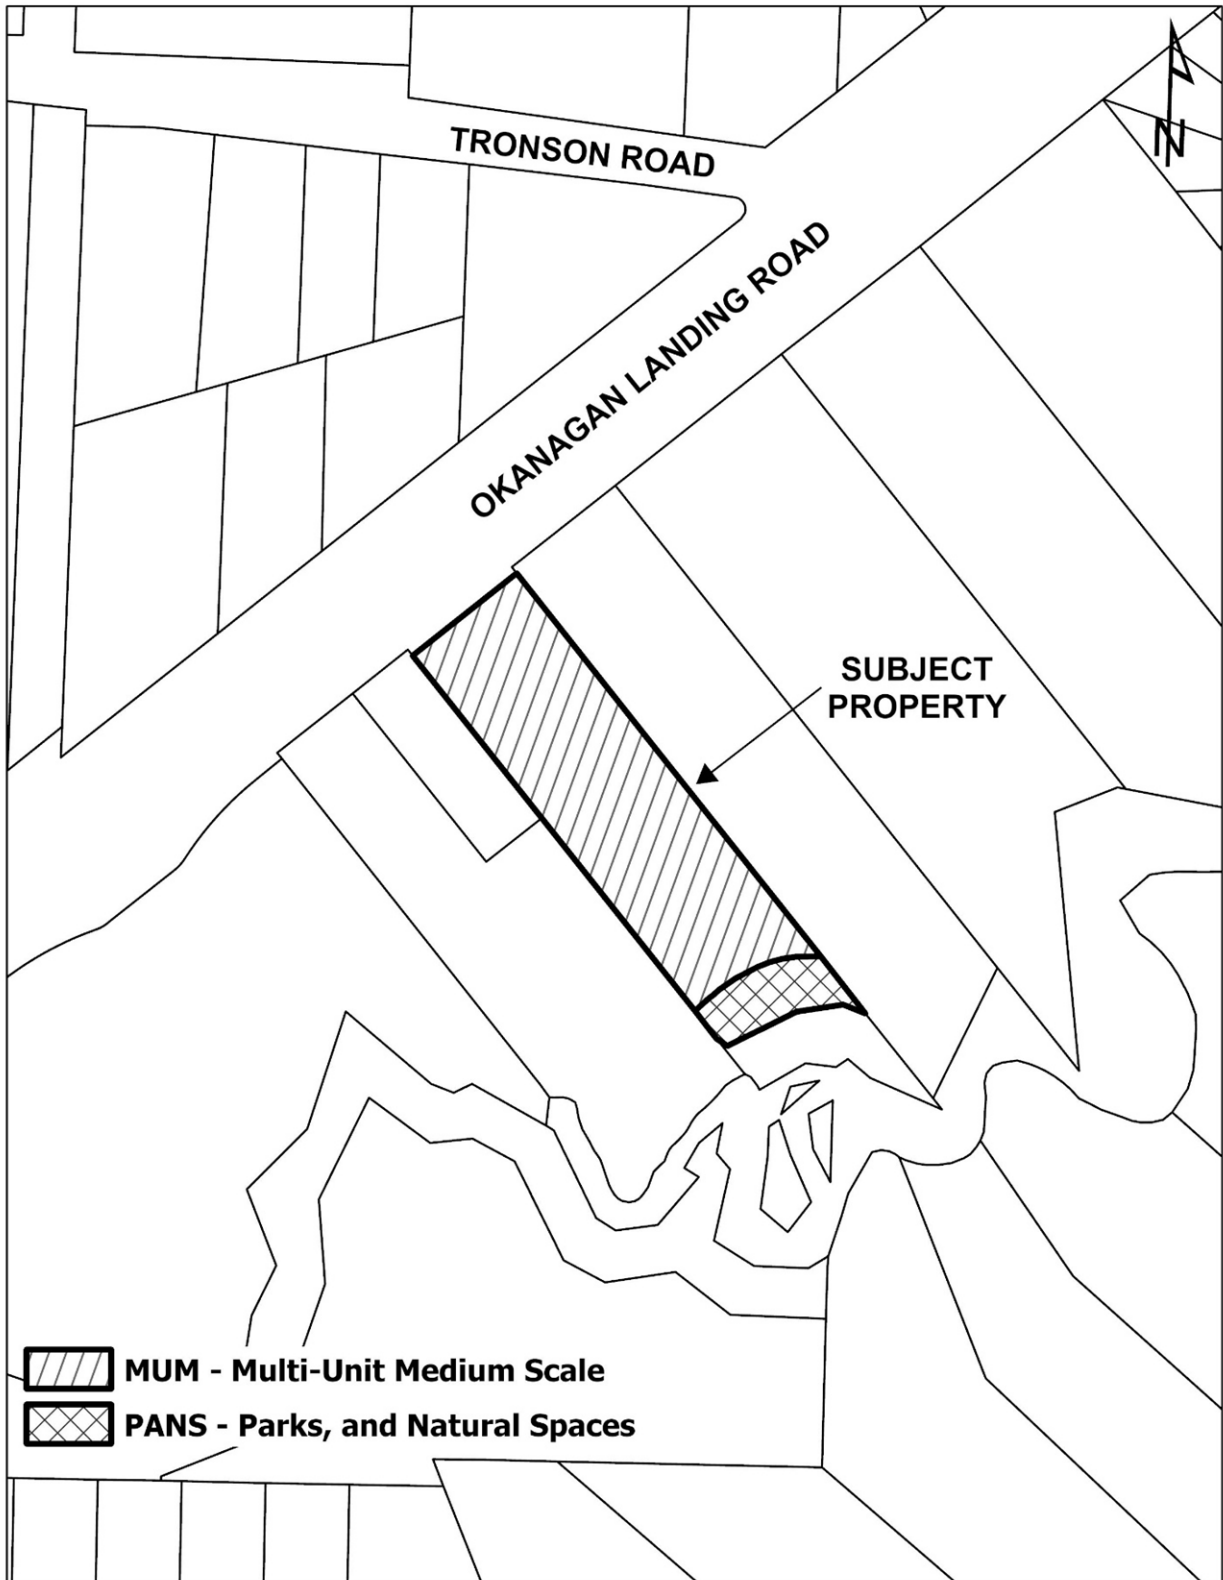 N
TRONSON ROAD
OKANAGAN LANDING ROAD
SUBJECT
PROPERTY
MUM - Multi-Unit Medium Scale
PANS - Parks, and Natural Spaces